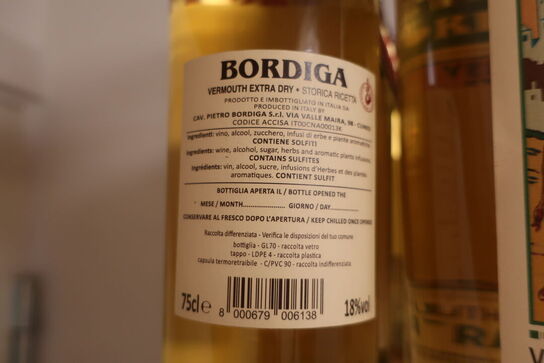 BORDIGA
VERMOUTH EXTRA DRY • STORICA RICETTA
PRODOTTO E IMBOTTIGLIATO IN ITALIA DA
PRODUCED IN ITALY BY
CAV. PIETRO BORDIGA S.r.l. VIA VALLE MAIRA, 98 - CUNEO
CODICE ACCISA IT00CNA00013K
Ingredienti: vino, alcool, zucchero, infusi di erbe e piante aromatiche
CONTIENE SOLFITI
Ingredients: wine, alcohol, sugar, herbs and aromatic plants infusions
CONTAINS SULFITES
Ingrédients: vin, alcool, sucre, infusions d'Herbes et des plantes
aromatiques. CONTIENT SULFIT
BOTTIGLIA APERTA IL / BOTTLE OPENED THE
MESE / MONTH.................... GIORNO / DAY....................
CONSERVARE AL FRESCO DOPO L'APERTURA / KEEP CHILLED ONCE OPENED
Raccolta differenziata - Verifica le disposizioni del tuo comune
bottiglia - GL70 - raccolta vetro
tappo - LDPE 4 - raccolta plastica
capsula termoretraibile - C/PVC 90 - raccolta indifferenziata
75cl e
18%vol
8 000679 006138